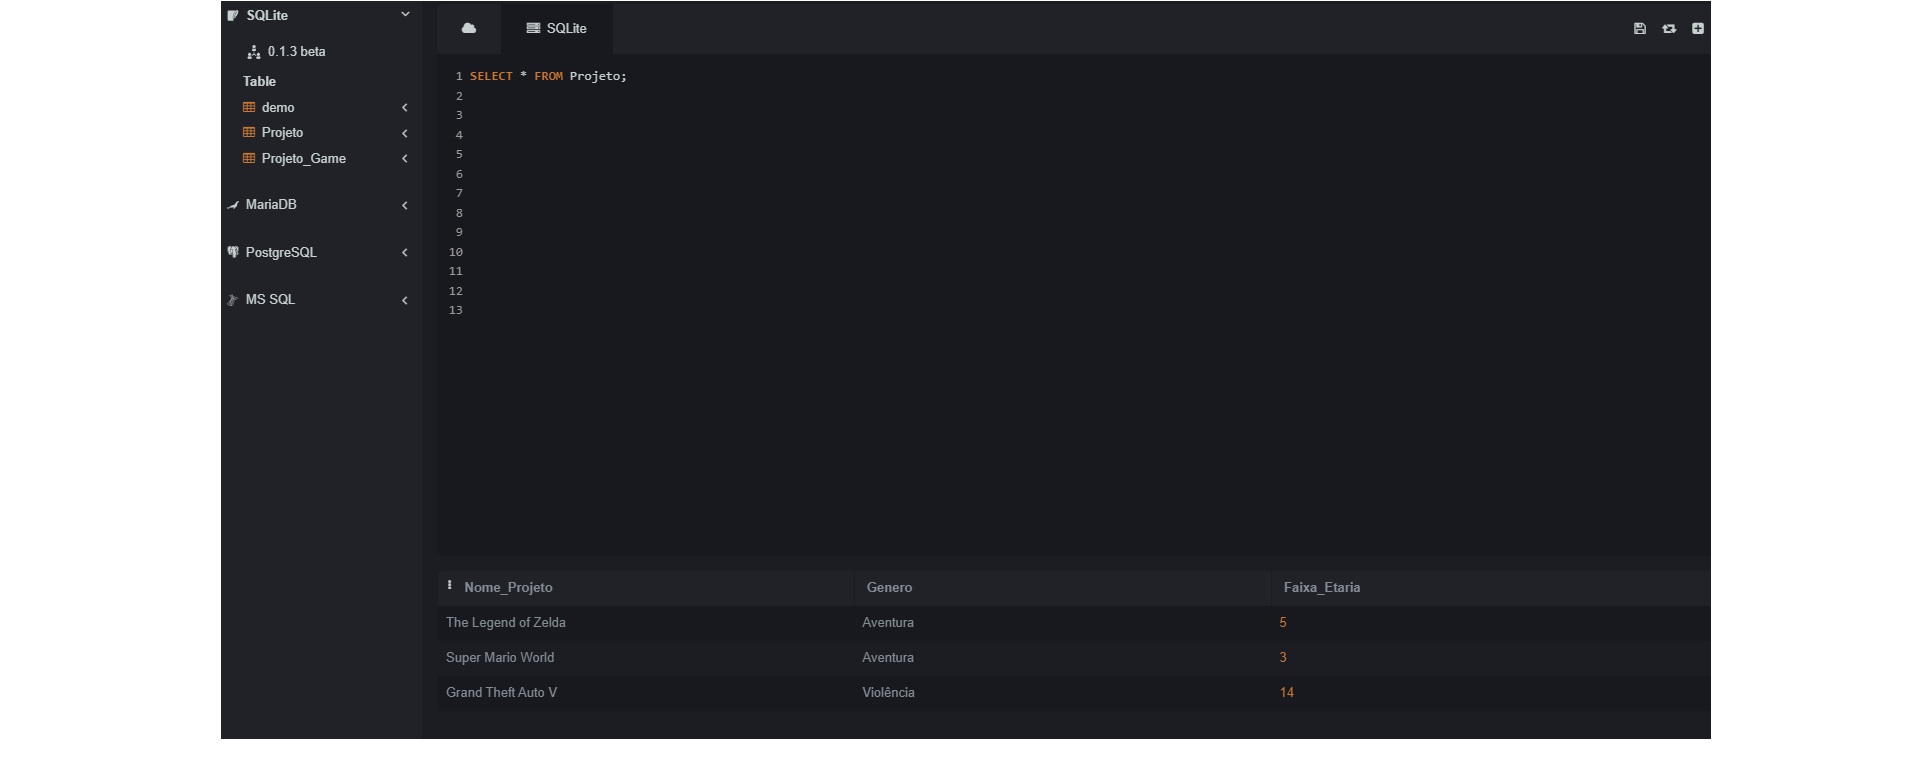 SQLite
0.1.3 beta
Table
demo
Projeto
Projeto_Game
MariaDB
PostgreSQL
MS SQL
SQLite
1 SELECT * FROM Projeto;
2
3
4
5
6
7
8
9
10
11
12
13
Nome_Projeto Genero Faixa_Etaria
The Legend of Zelda Aventura 5
Super Mario World Aventura 3
Grand Theft Auto V Violência 14